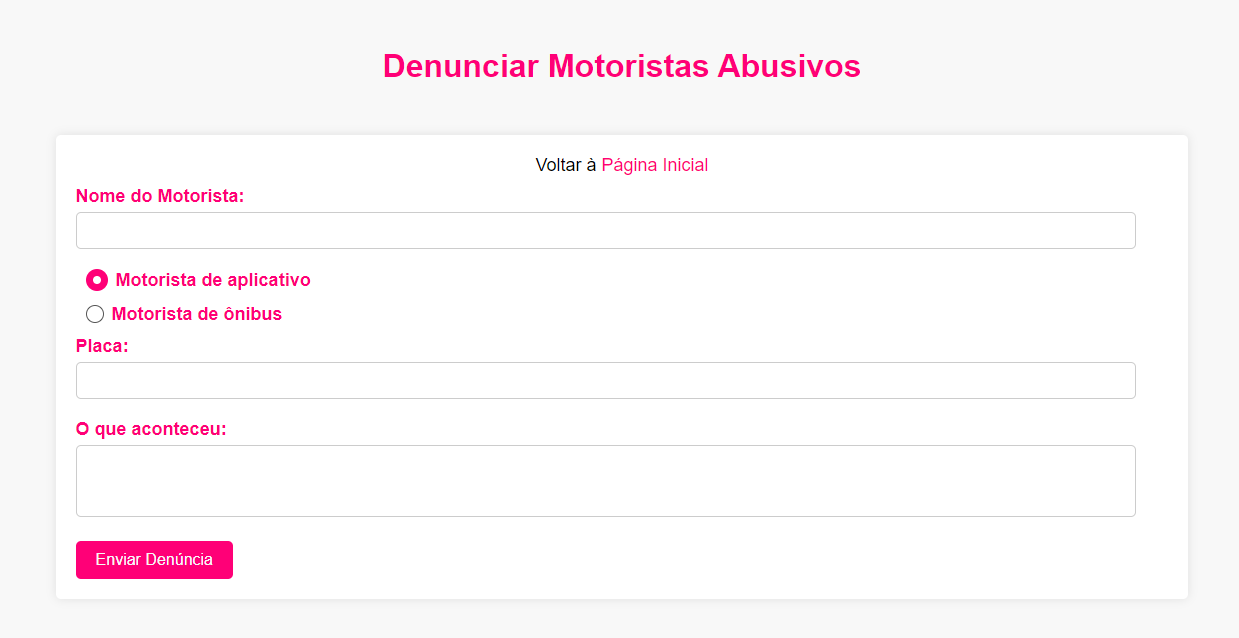 Denunciar Motoristas Abusivos
Voltar à Página Inicial
Nome do Motorista:
Motorista de aplicativo
Motorista de ônibus
Placa:
O que aconteceu:
Enviar Denúncia